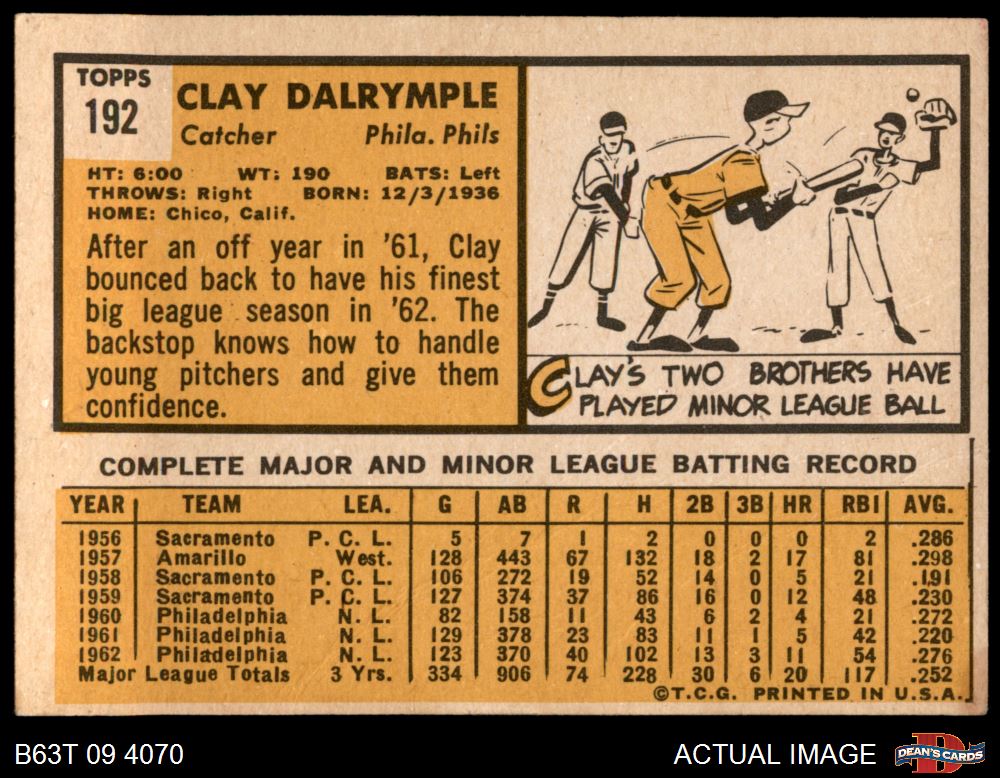 TOPPS
192
CLAY DALRYMPLE
Catcher Phila. Phils
HT: 6:00 WT: 190 BATS: Left
THROWS: Right BORN: 12/3/1936
HOME: Chico, Calif.
After an off year in '61, Clay
bounced back to have his finest
big league season in '62. The
backstop knows how to handle
young pitchers and give them
confidence.
CLAY'S TWO BROTHERS HAVE
PLAYED MINOR LEAGUE BALL
COMPLETE MAJOR AND MINOR LEAGUE BATTING RECORD
YEAR TEAM LEA. G AB R H 2B 3B HR RBI AVG.
1956 Sacramento P. C. L. 5 7 1 2 0 0 0 2 .286
1957 Amarillo West. 128 443 67 132 18 2 17 81 .298
1958 Sacramento P. C. L. 106 272 19 52 14 0 5 21 .191
1959 Sacramento P. C. L. 127 374 37 86 16 0 12 48 .230
1960 Philadelphia N. L. 82 158 11 43 6 2 4 21 .272
1961 Philadelphia N. L. 129 378 23 83 11 1 5 42 .220
1962 Philadelphia N. L. 123 370 40 102 13 3 11 54 .276
Major League Totals 3 Yrs. 334 906 74 228 30 6 20 117 .252
©T.C.G. PRINTED IN U.S.A.
B63T 09 4070
ACTUAL IMAGE
DEAN'S CARDS